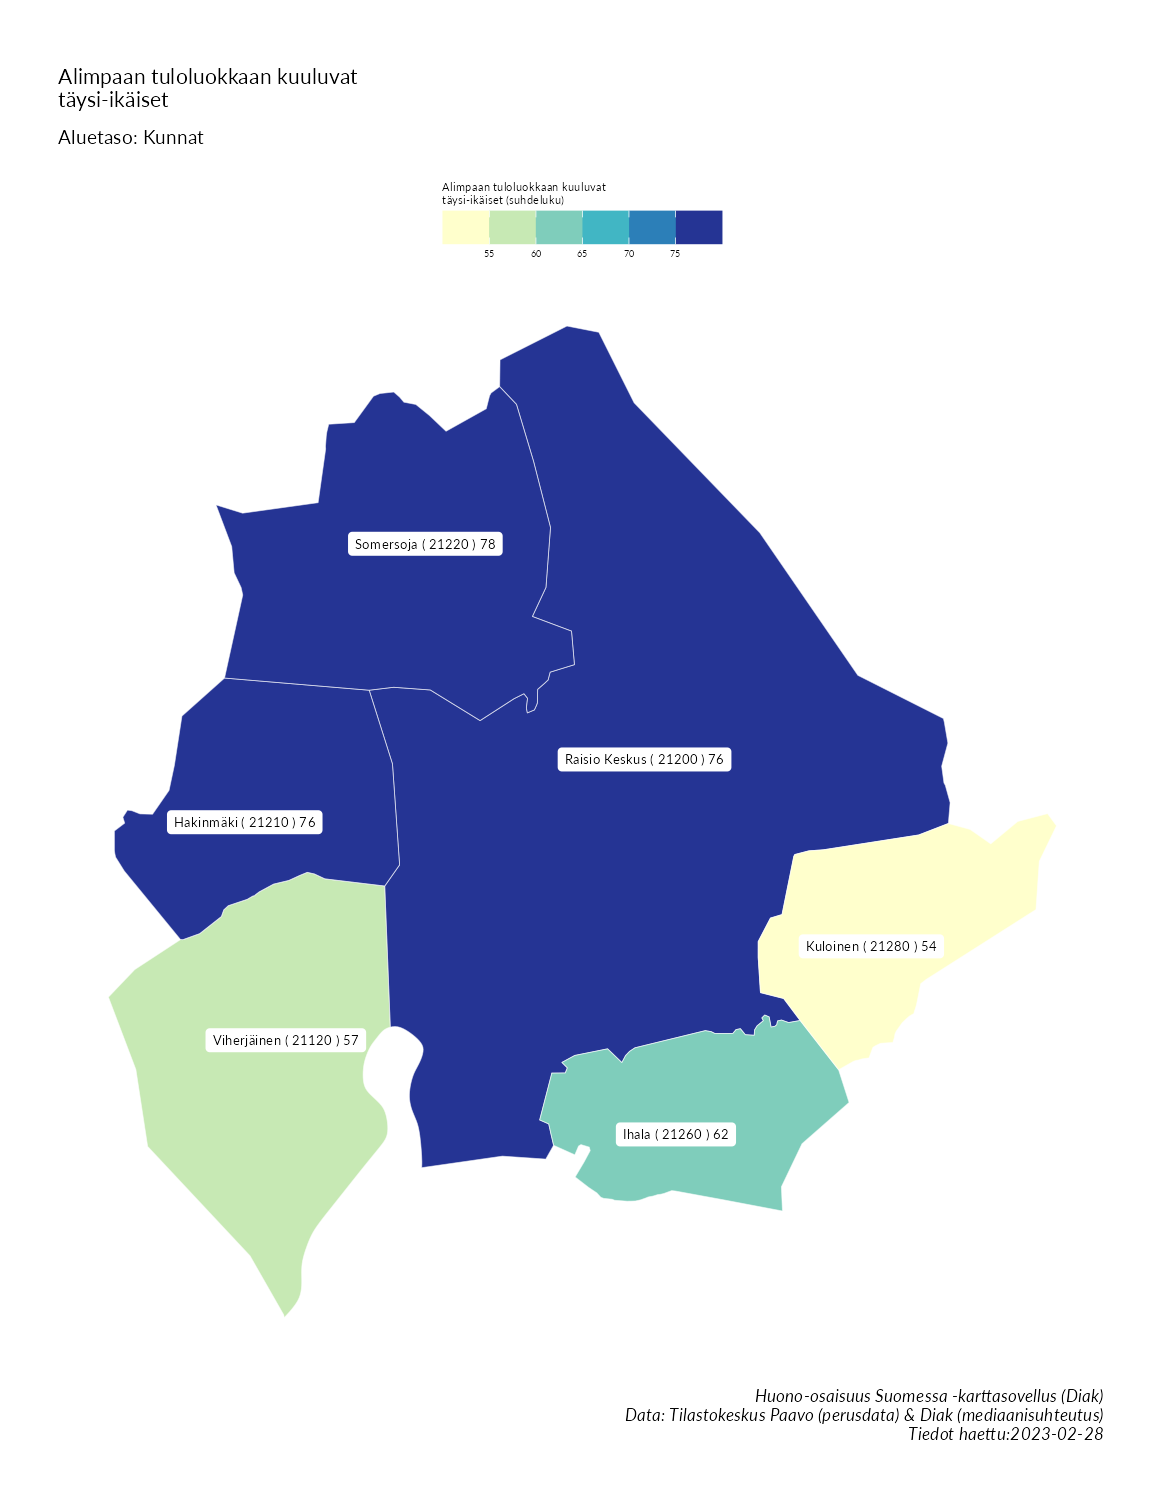 Alimpaan tuloluokkaan kuuluvat
täysi-ikäiset
Aluetaso: Kunnat
Alimpaan tuloluokkaan kuuluvat
täysi-ikäiset (suhdeluku)
55 60 65 70 75
Somersoja ( 21220 ) 78
Raisio Keskus ( 21200 ) 76
Hakinmäki ( 21210 ) 76
Kuloinen ( 21280 ) 54
Viherjäinen ( 21120 ) 57
Ihala ( 21260 ) 62
Huono-osaisuus Suomessa -karttasovellus (Diak)
Data: Tilastokeskus Paavo (perusdata) & Diak (mediaanisuhteutus)
Tiedot haettu:2023-02-28